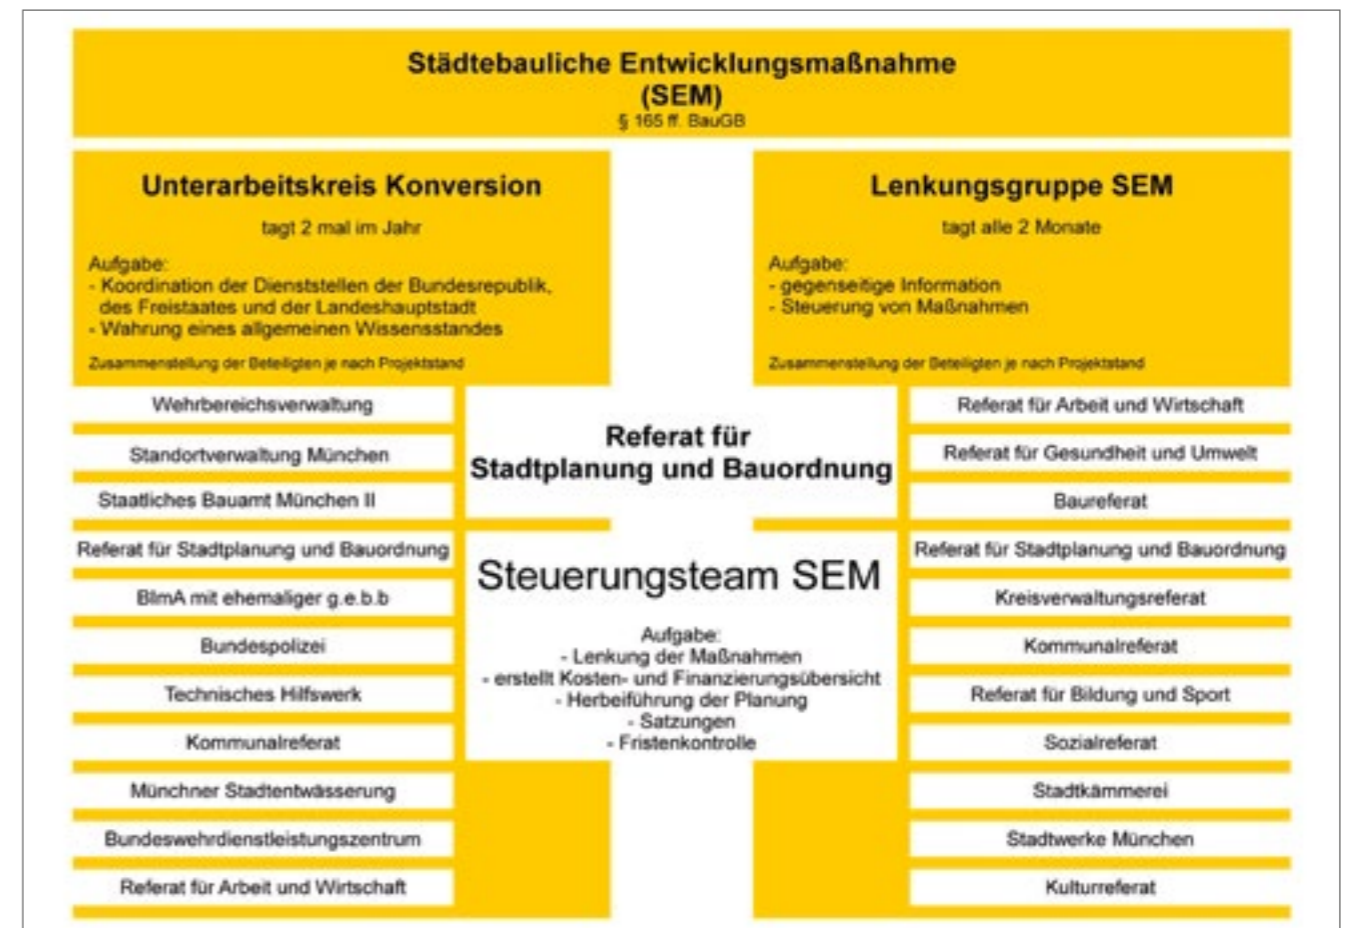 Städtebauliche Entwicklungsmaßnahme
(SEM)
§ 165 ff. BauGB
Unterarbeitskreis Konversion
tagt 2 mal im Jahr
Aufgabe:
- Koordination der Dienststellen der Bundesrepublik,
des Freistaates und der Landeshauptstadt
- Wahrung eines allgemeinen Wissensstandes
Zusammenstellung der Beteiligten je nach Projektstand
Wehrbereichsverwaltung
Standortverwaltung München
Staatliches Bauamt München II
Referat für Stadtplanung und Bauordnung
BImA mit ehemaliger g.e.b.b
Bundespolizei
Technisches Hilfswerk
Kommunalreferat
Münchner Stadtentwässerung
Bundeswehrdienstleistungszentrum
Referat für Arbeit und Wirtschaft
Referat für
Stadtplanung und Bauordnung
Steuerungsteam SEM
Aufgabe:
- Lenkung der Maßnahmen
- erstellt Kosten- und Finanzierungsübersicht
- Herbeiführung der Planung
- Satzungen
- Fristenkontrolle
Lenkungsgruppe SEM
tagt alle 2 Monate
Aufgabe:
- gegenseitige Information
- Steuerung von Maßnahmen
Zusammenstellung der Beteiligten je nach Projektstand
Referat für Arbeit und Wirtschaft
Referat für Gesundheit und Umwelt
Baureferat
Referat für Stadtplanung und Bauordnung
Kreisverwaltungsreferat
Kommunalreferat
Referat für Bildung und Sport
Sozialreferat
Stadtkämmerei
Stadtwerke München
Kulturreferat